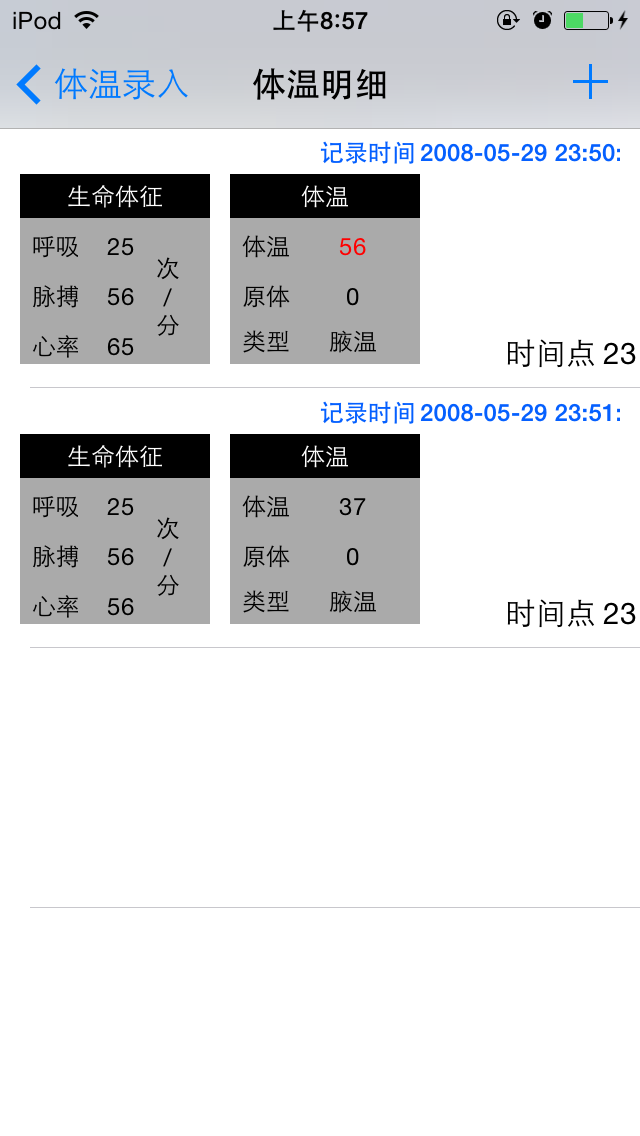 iPod 上午8:57
体温录入 体温明细
记录时间 2008-05-29 23:50:
生命体征 体温
呼吸 25 次/分 体温 56
脉搏 56 原体 0
心率 65 类型 腋温
时间点 23
记录时间 2008-05-29 23:51:
生命体征 体温
呼吸 25 次/分 体温 37
脉搏 56 原体 0
心率 56 类型 腋温
时间点 23